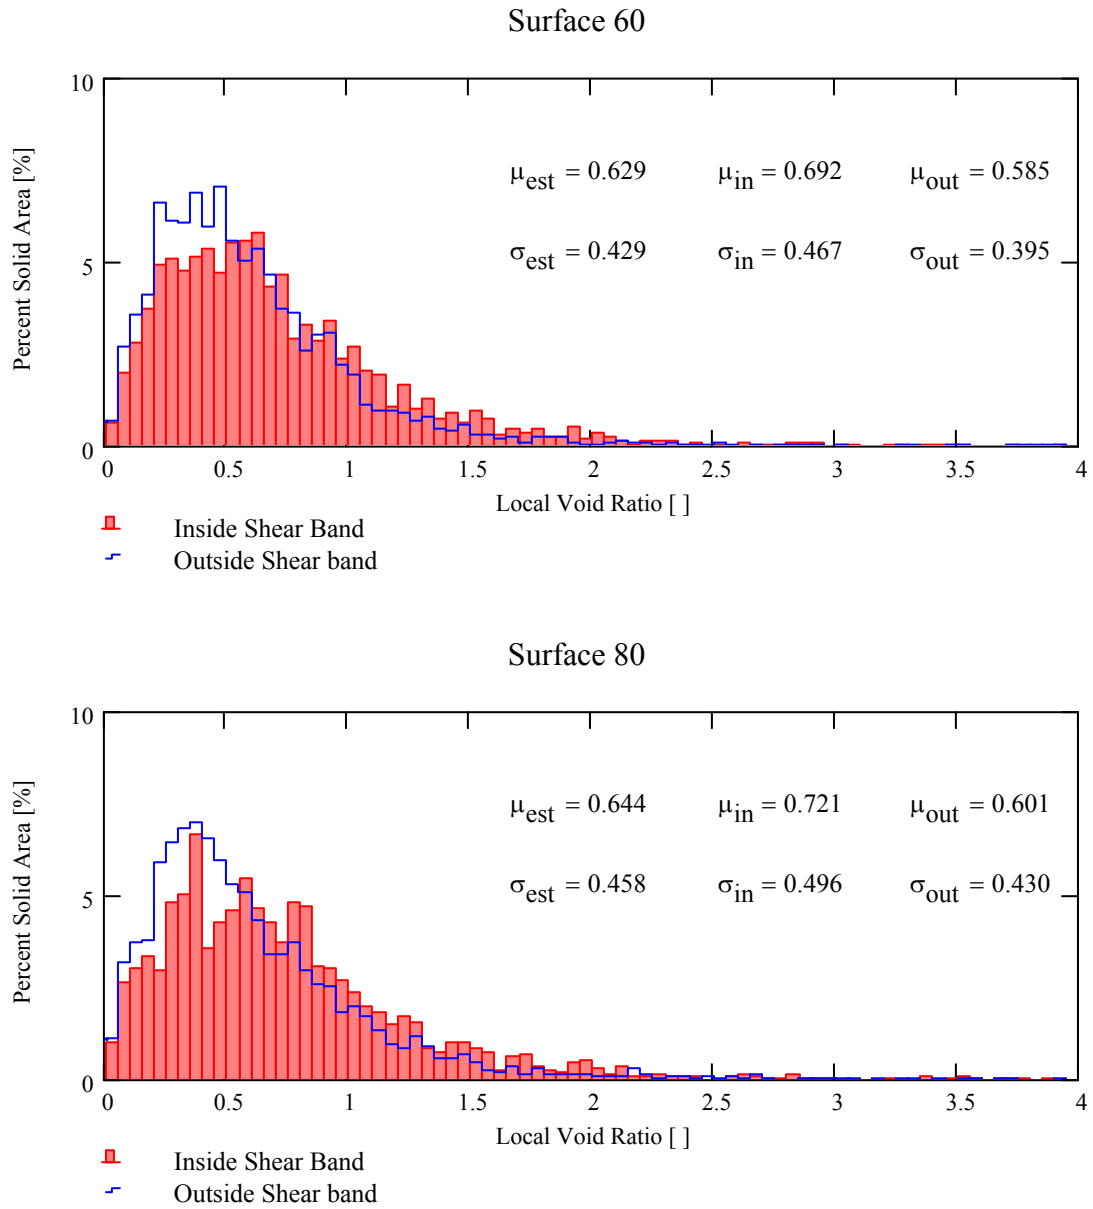 Surface 60
10
5
0
Percent Solid Area [%]
μest = 0.629 μin = 0.692 μout = 0.585
σest = 0.429 σin = 0.467 σout = 0.395
0 0.5 1 1.5 2 2.5 3 3.5 4
Local Void Ratio [ ]
Inside Shear Band
Outside Shear band
Surface 80
10
5
0
Percent Solid Area [%]
μest = 0.644 μin = 0.721 μout = 0.601
σest = 0.458 σin = 0.496 σout = 0.430
0 0.5 1 1.5 2 2.5 3 3.5 4
Local Void Ratio [ ]
Inside Shear Band
Outside Shear band